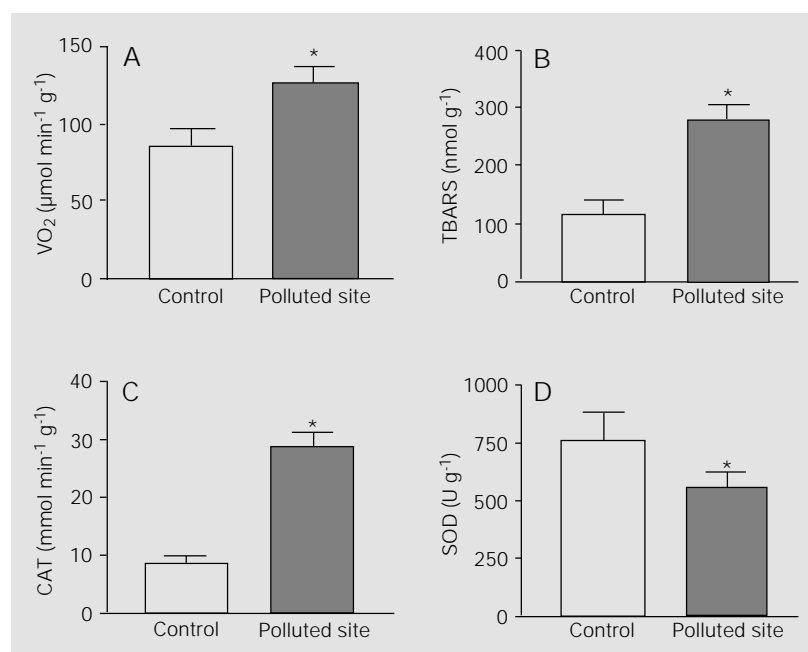 A
VO2 (µmol min-1 g-1)
150
100
50
0
*
Control
Polluted site
B
TBARS (nmol g-1)
400
300
200
100
0
*
Control
Polluted site
C
CAT (mmol min-1 g-1)
40
30
20
10
0
*
Control
Polluted site
D
SOD (U g-1)
1000
750
500
250
0
*
Control
Polluted site